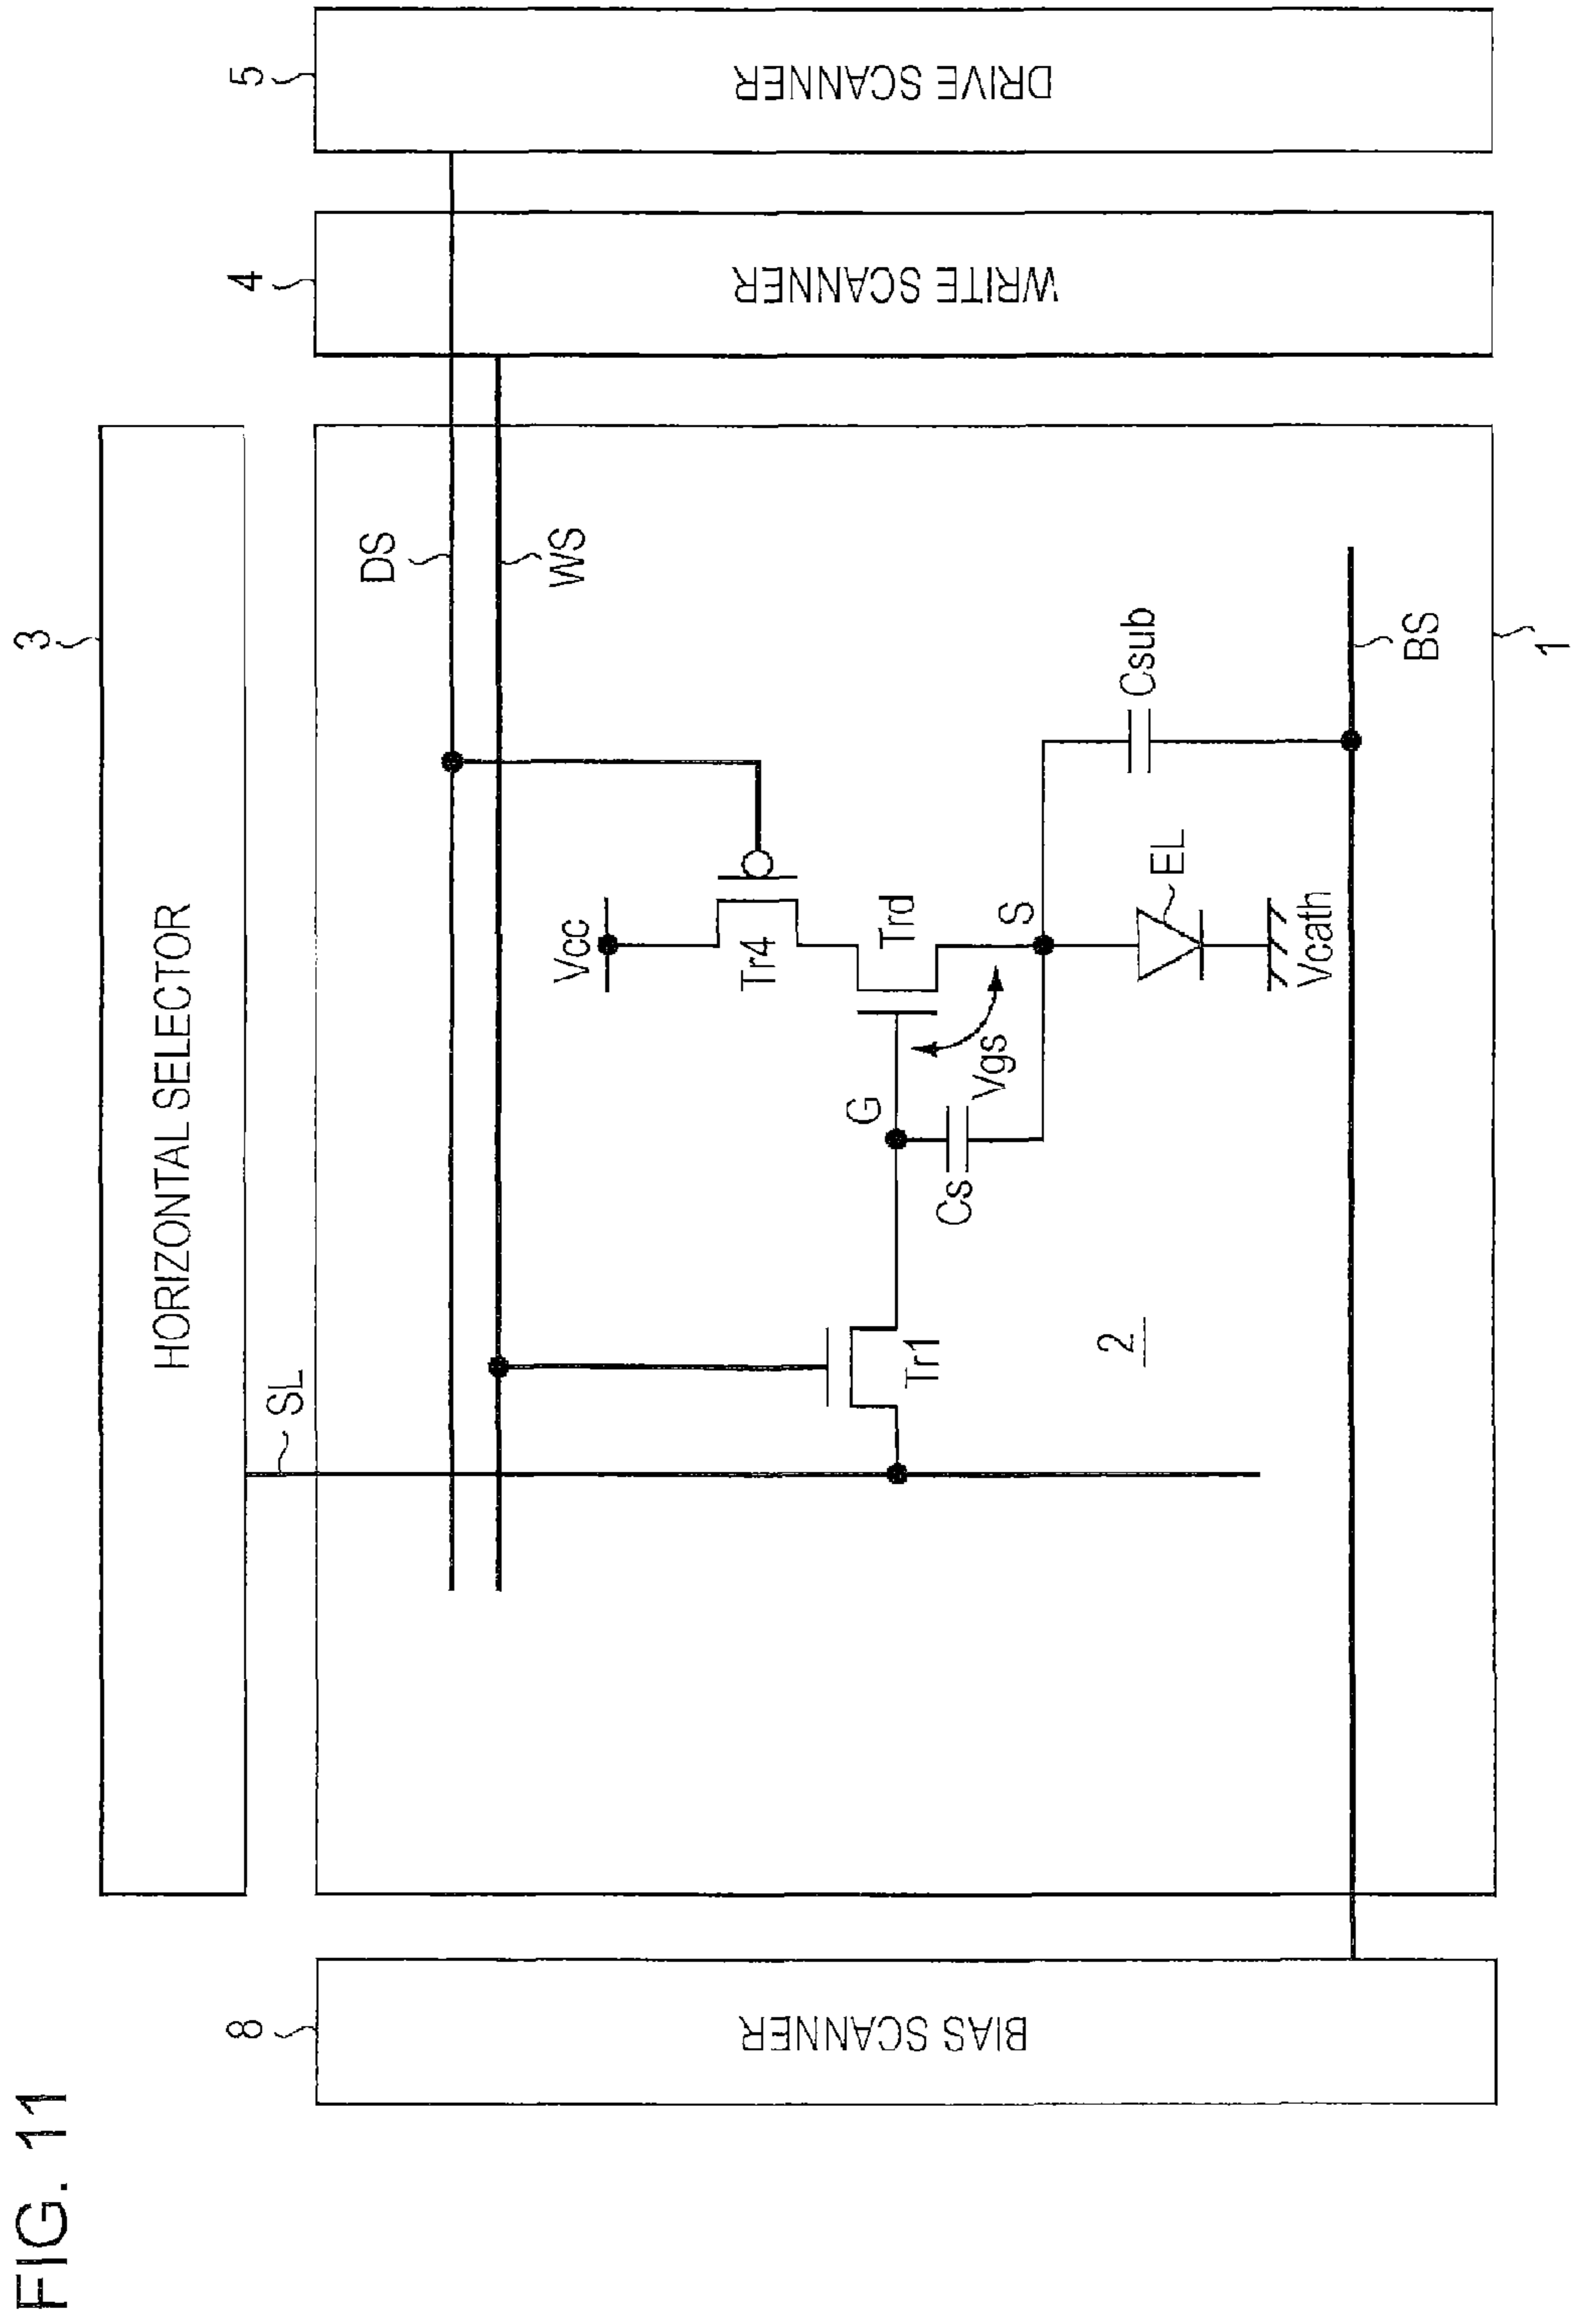 FIG. 11
3
HORIZONTAL SELECTOR
SL
8
BIAS SCANNER
4
WRITE SCANNER
5
DRIVE SCANNER
DS
WS
Vcc
Tr4
Trd
G
S
Vgs
Cs
Tr1
Csub
EL
Vcath
2
BS
1